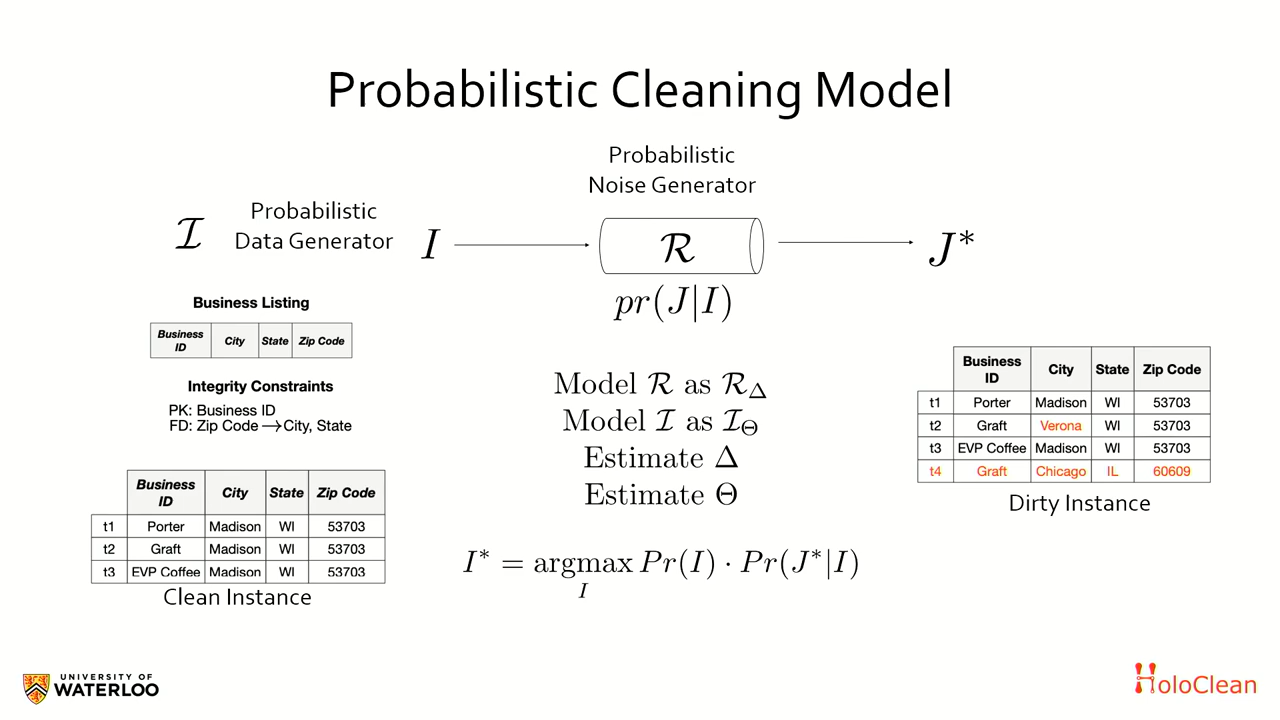 Probabilistic Cleaning Model
Probabilistic
Noise Generator
Probabilistic
Data Generator
ℐ
I
ℛ
J*
pr(J|I)
Business Listing
Business ID City State Zip Code
Integrity Constraints
PK: Business ID
FD: Zip Code → City, State
Business ID City State Zip Code
t1 Porter Madison WI 53703
t2 Graft Madison WI 53703
t3 EVP Coffee Madison WI 53703
Clean Instance
Model ℛ as ℛ_Δ
Model ℐ as ℐ_Θ
Estimate Δ
Estimate Θ
I* = argmax Pr(I) · Pr(J*|I)
I
Business ID City State Zip Code
t1 Porter Madison WI 53703
t2 Graft Verona WI 53703
t3 EVP Coffee Madison WI 53703
t4 Graft Chicago IL 60609
Dirty Instance
UNIVERSITY OF
WATERLOO
HoloClean